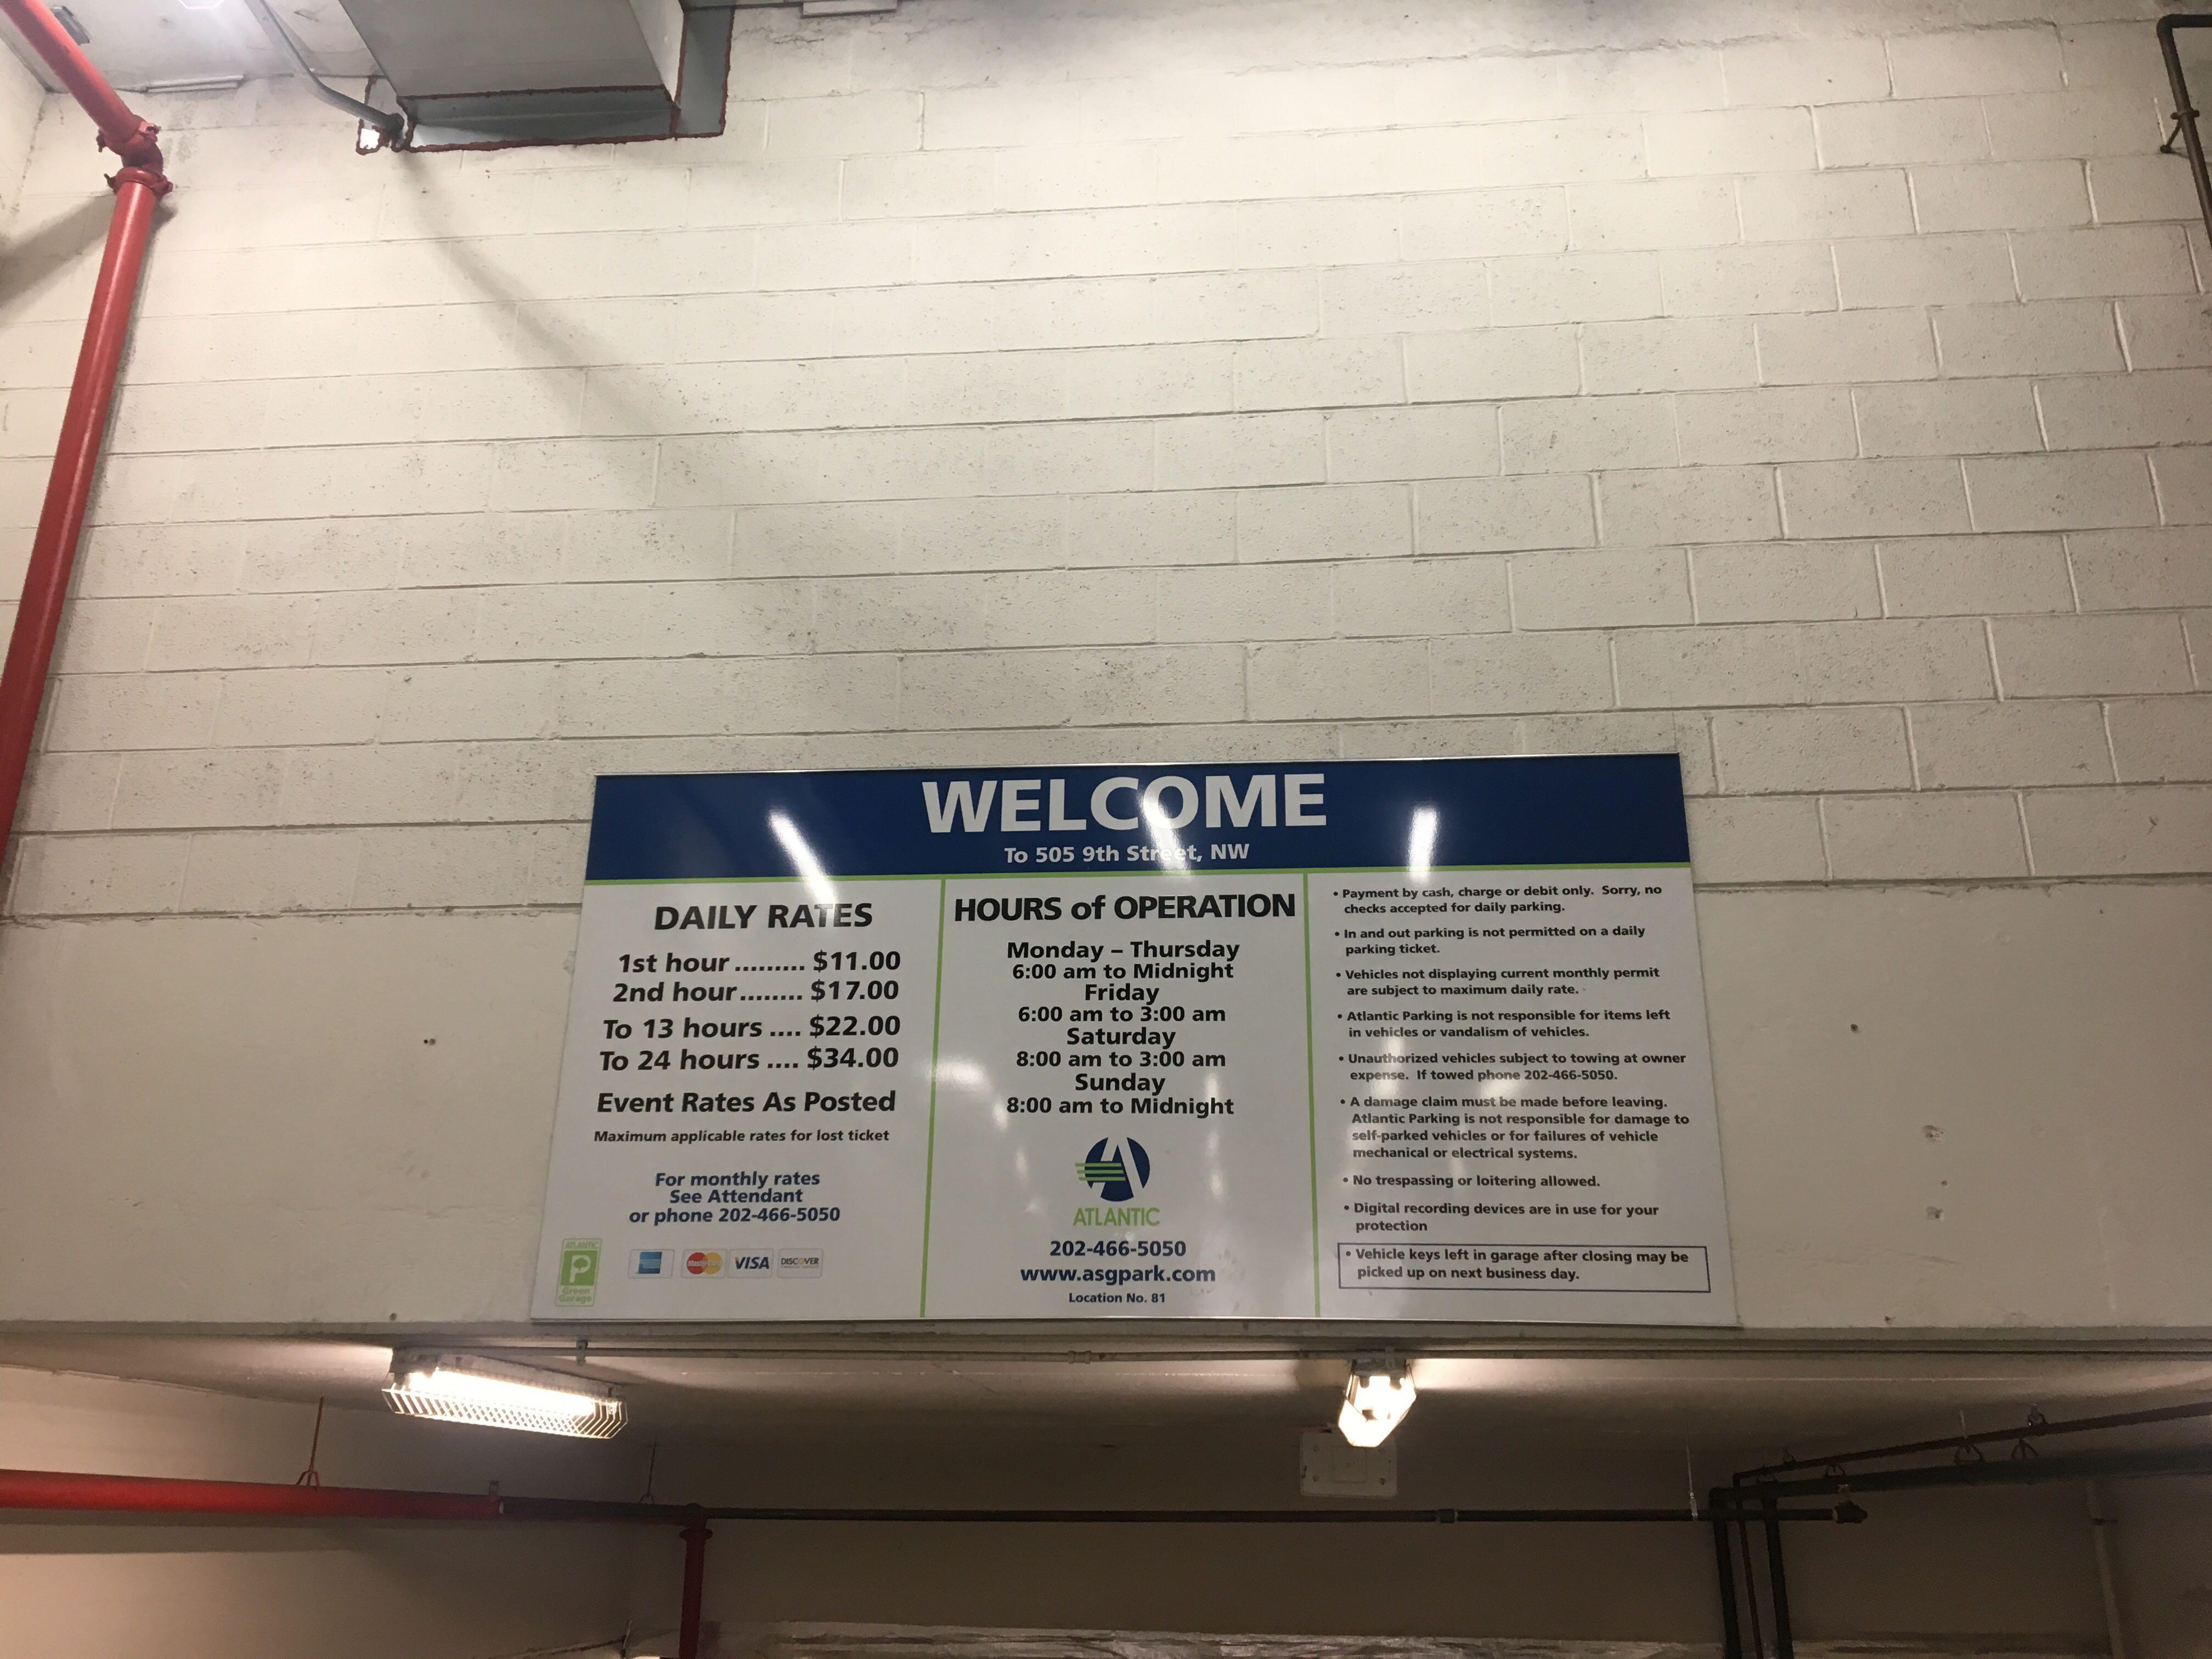 WELCOME
To 505 9th Street, NW
DAILY RATES
1st hour ......... $11.00
2nd hour........ $17.00
To 13 hours .... $22.00
To 24 hours .... $34.00
Event Rates As Posted
Maximum applicable rates for lost ticket
For monthly rates
See Attendant
or phone 202-466-5050
ATLANTIC
P
Green
Garage
MasterCard
VISA
DISCOVER
HOURS of OPERATION
Monday – Thursday
6:00 am to Midnight
Friday
6:00 am to 3:00 am
Saturday
8:00 am to 3:00 am
Sunday
8:00 am to Midnight
ATLANTIC
202-466-5050
www.asgpark.com
Location No. 81
• Payment by cash, charge or debit only. Sorry, no
checks accepted for daily parking.
• In and out parking is not permitted on a daily
parking ticket.
• Vehicles not displaying current monthly permit
are subject to maximum daily rate.
• Atlantic Parking is not responsible for items left
in vehicles or vandalism of vehicles.
• Unauthorized vehicles subject to towing at owner
expense. If towed phone 202-466-5050.
• A damage claim must be made before leaving.
Atlantic Parking is not responsible for damage to
self-parked vehicles or for failures of vehicle
mechanical or electrical systems.
• No trespassing or loitering allowed.
• Digital recording devices are in use for your
protection
• Vehicle keys left in garage after closing may be
picked up on next business day.